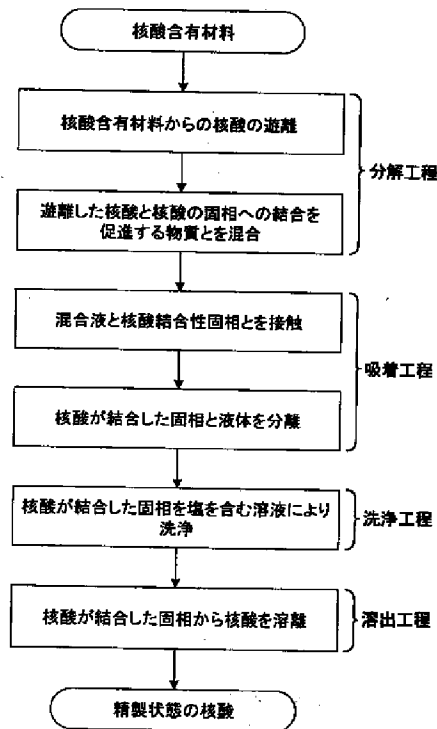 核酸含有材料
核酸含有材料からの核酸の遊離
分解工程
遊離した核酸と核酸の固相への結合を
促進する物質とを混合
混合液と核酸結合性固相とを接触
吸着工程
核酸が結合した固相と液体を分離
核酸が結合した固相を塩を含む溶液により
洗浄
洗浄工程
核酸が結合した固相から核酸を溶離
溶出工程
精製状態の核酸